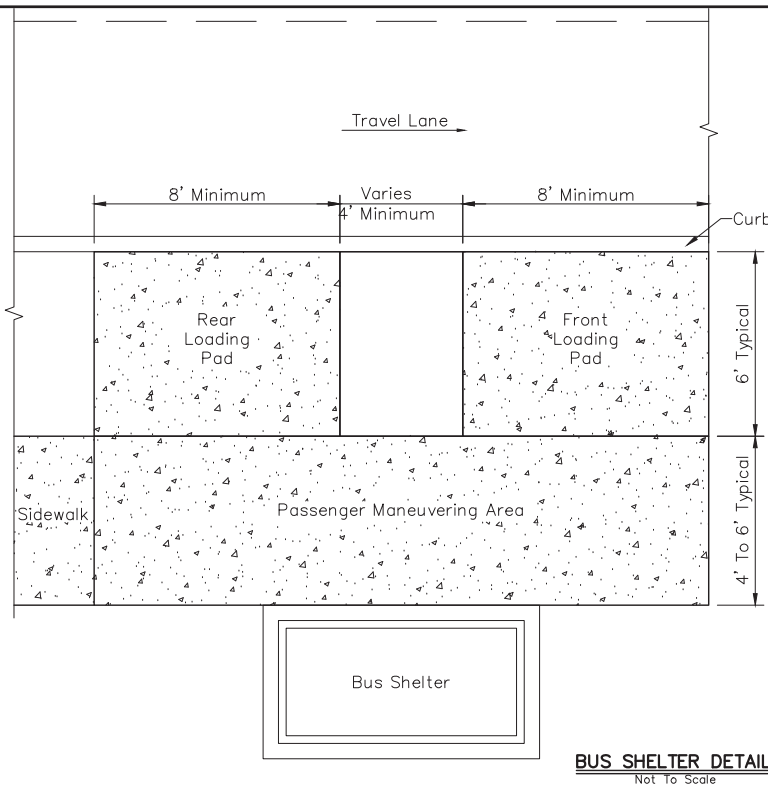 Travel Lane
8' Minimum
Varies
4' Minimum
8' Minimum
Curb
Rear
Loading
Pad
Front
Loading
Pad
6' Typical
Sidewalk
Passenger Maneuvering Area
4' To 6' Typical
Bus Shelter
BUS SHELTER DETAIL
Not To Scale